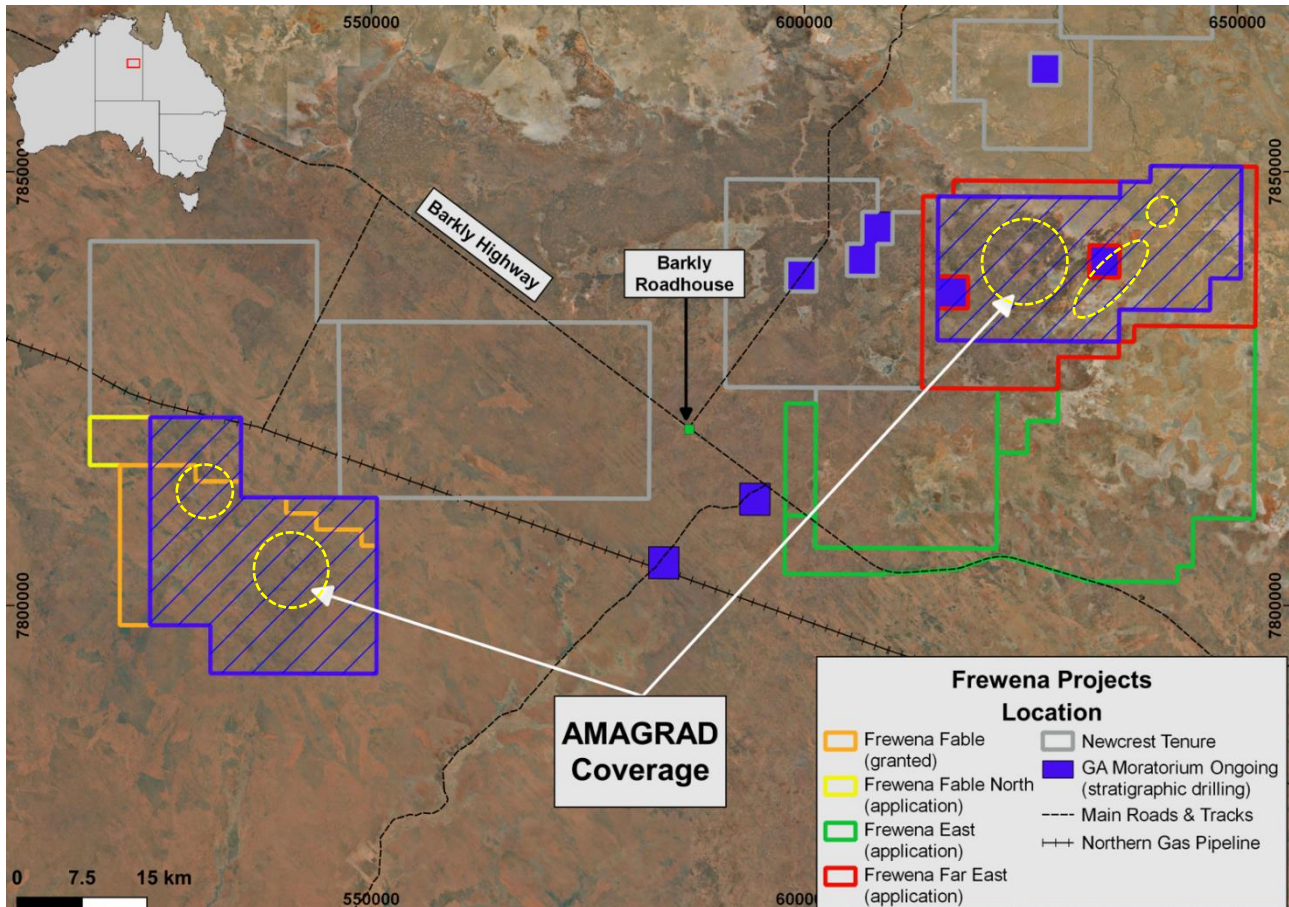 550000
600000
650000
7850000
7850000
Barkly Highway
Barkly
Roadhouse
7800000
7800000
AMAGRAD
Coverage
Frewena Projects
Location
Frewena Fable
(granted)
Frewena Fable North
(application)
Frewena East
(application)
Frewena Far East
(application)
Newcrest Tenure
GA Moratorium Ongoing
(stratigraphic drilling)
Main Roads & Tracks
Northern Gas Pipeline
0 7.5 15 km
550000
60000